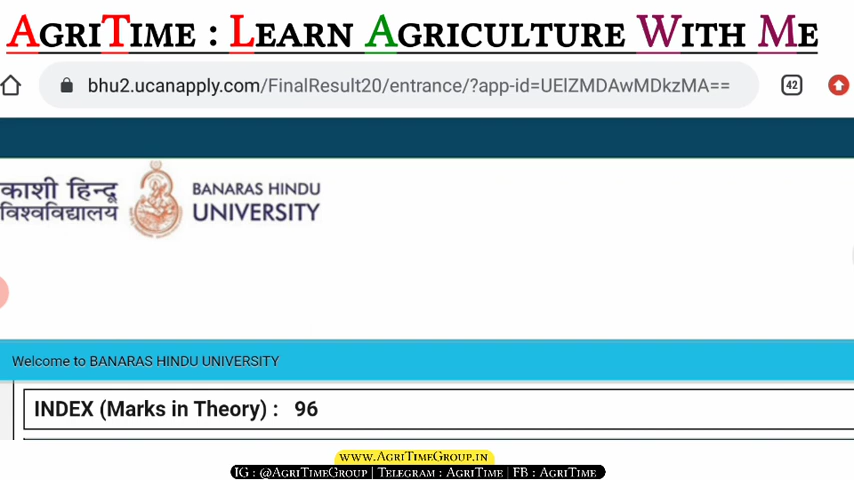 AGRITIME : LEARN AGRICULTURE WITH ME
bhu2.ucanapply.com/FinalResult20/entrance/?app-id=UElZMDAwMDkzMA==
42
काशी हिन्दू
विश्वविद्यालय
BANARAS HINDU
UNIVERSITY
Welcome to BANARAS HINDU UNIVERSITY
INDEX (Marks in Theory) : 96
WWW.AGRITIMEGROUP.IN
IG : @AGRITIMEGROUP | TELEGRAM : AGRITIME | FB : AGRITIME